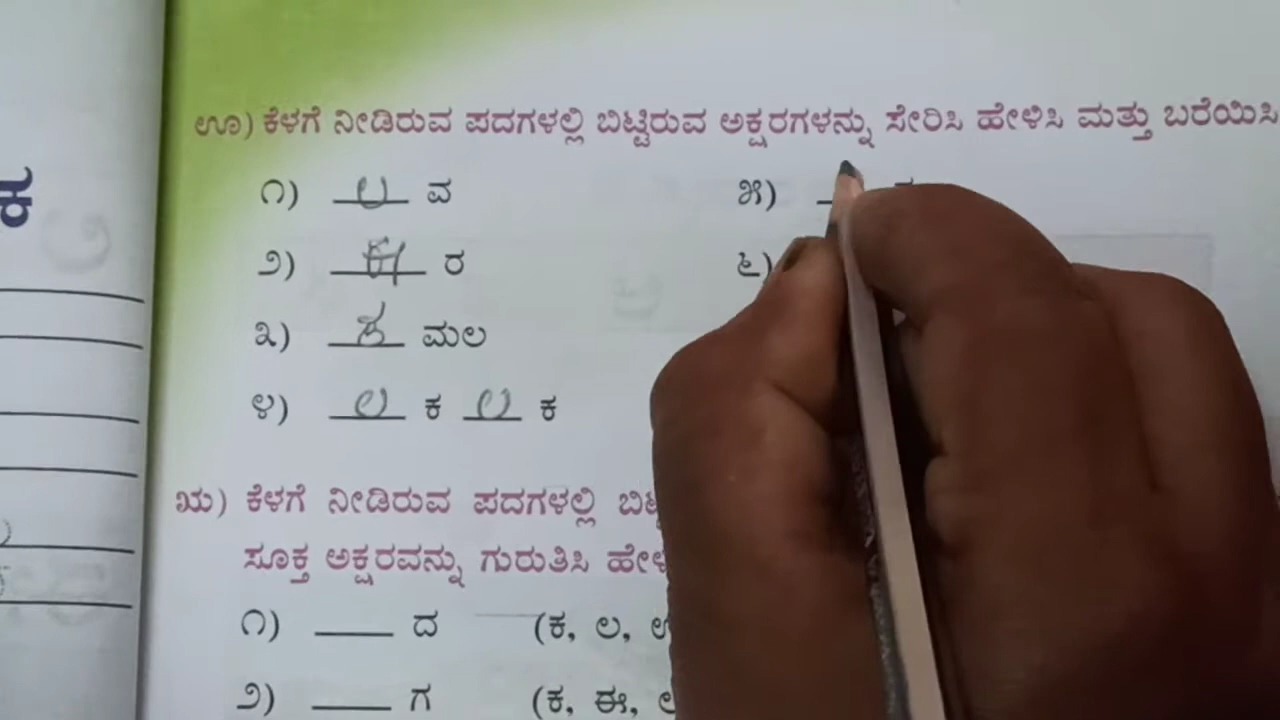 ಊ) ಕೆಳಗೆ ನೀಡಿರುವ ಪದಗಳಲ್ಲಿ ಬಿಟ್ಟಿರುವ ಅಕ್ಷರಗಳನ್ನು ಸೇರಿಸಿ ಹೇಳಿಸಿ ಮತ್ತು ಬರೆಯಿಸಿ
೧) ಲ ವ ೫)
೨) ಈ ರ ೬)
೩) ಕ ಮಲ
೪) ಲ ಕ ಲ ಕ
ಋ) ಕೆಳಗೆ ನೀಡಿರುವ ಪದಗಳಲ್ಲಿ
ಸೂಕ್ತ ಅಕ್ಷರವನ್ನು ಗುರುತಿಸಿ
೧) ದ (ಕ, ಲ,
೨) ಗ (ಕ, ಈ,
ಕ